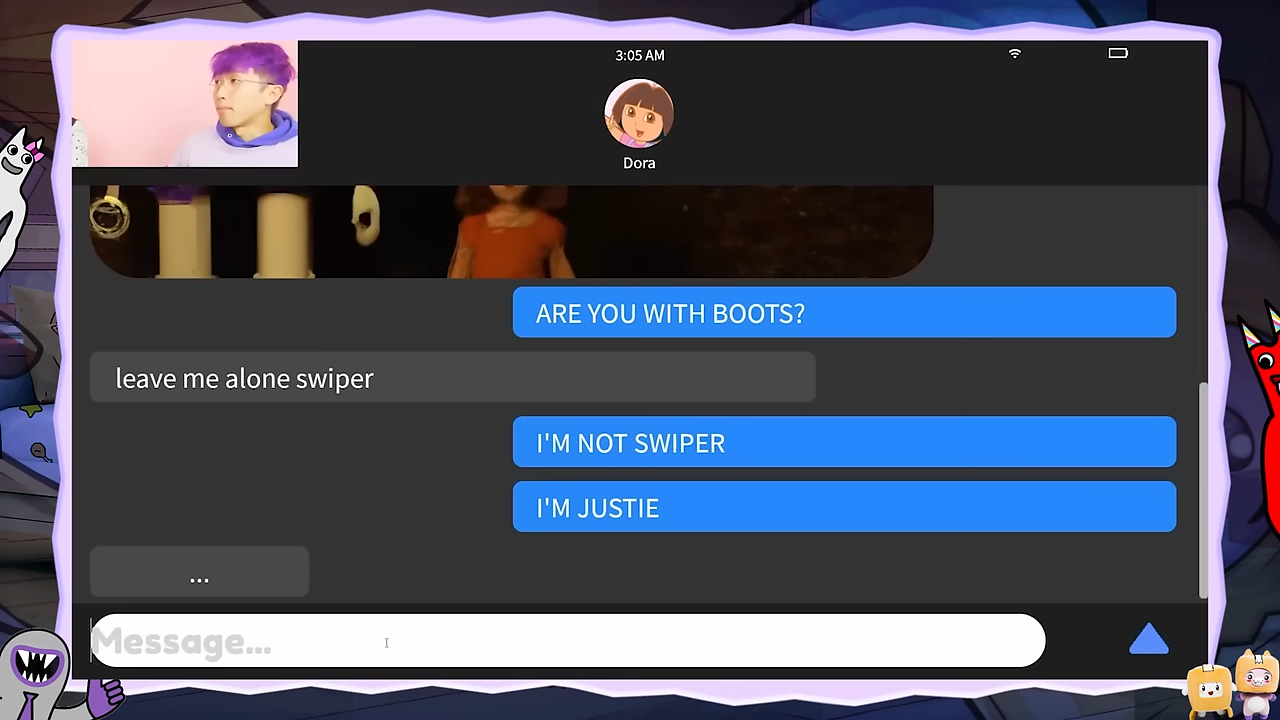 3:05 AM
Dora
ARE YOU WITH BOOTS?
leave me alone swiper
I'M NOT SWIPER
I'M JUSTIE
...
Message...